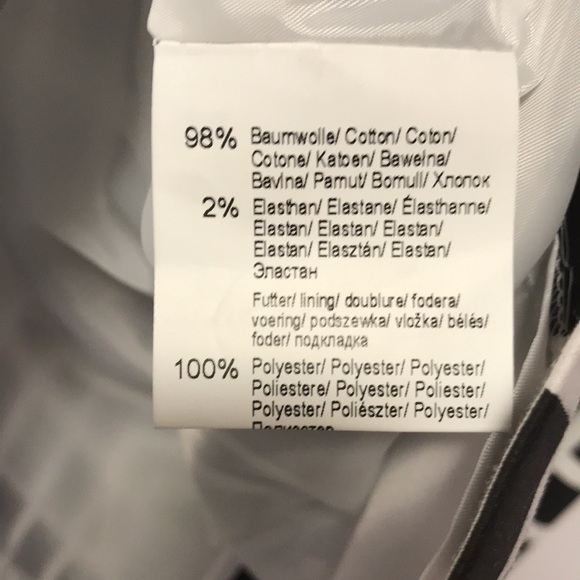 98% Baumwolle/ Cotton/ Coton/
Cotone/ Katoen/ Bawełna/
Bavlna/ Pamut/ Bomull/ Хлопок
2% Elasthan/ Elastane/ Élasthanne/
Elastan/ Elastan/ Elastan/
Elastan/ Elasztán/ Elastan/
Эластан
Futter/ lining/ doublure/ fodera/
voering/ podszewka/ vložka/ bélés/
foder/ подкладка
100% Polyester/ Polyester/ Polyester/
Poliestere/ Polyester/ Poliester/
Polyester/ Poliészter/ Polyester/
Полиэстер